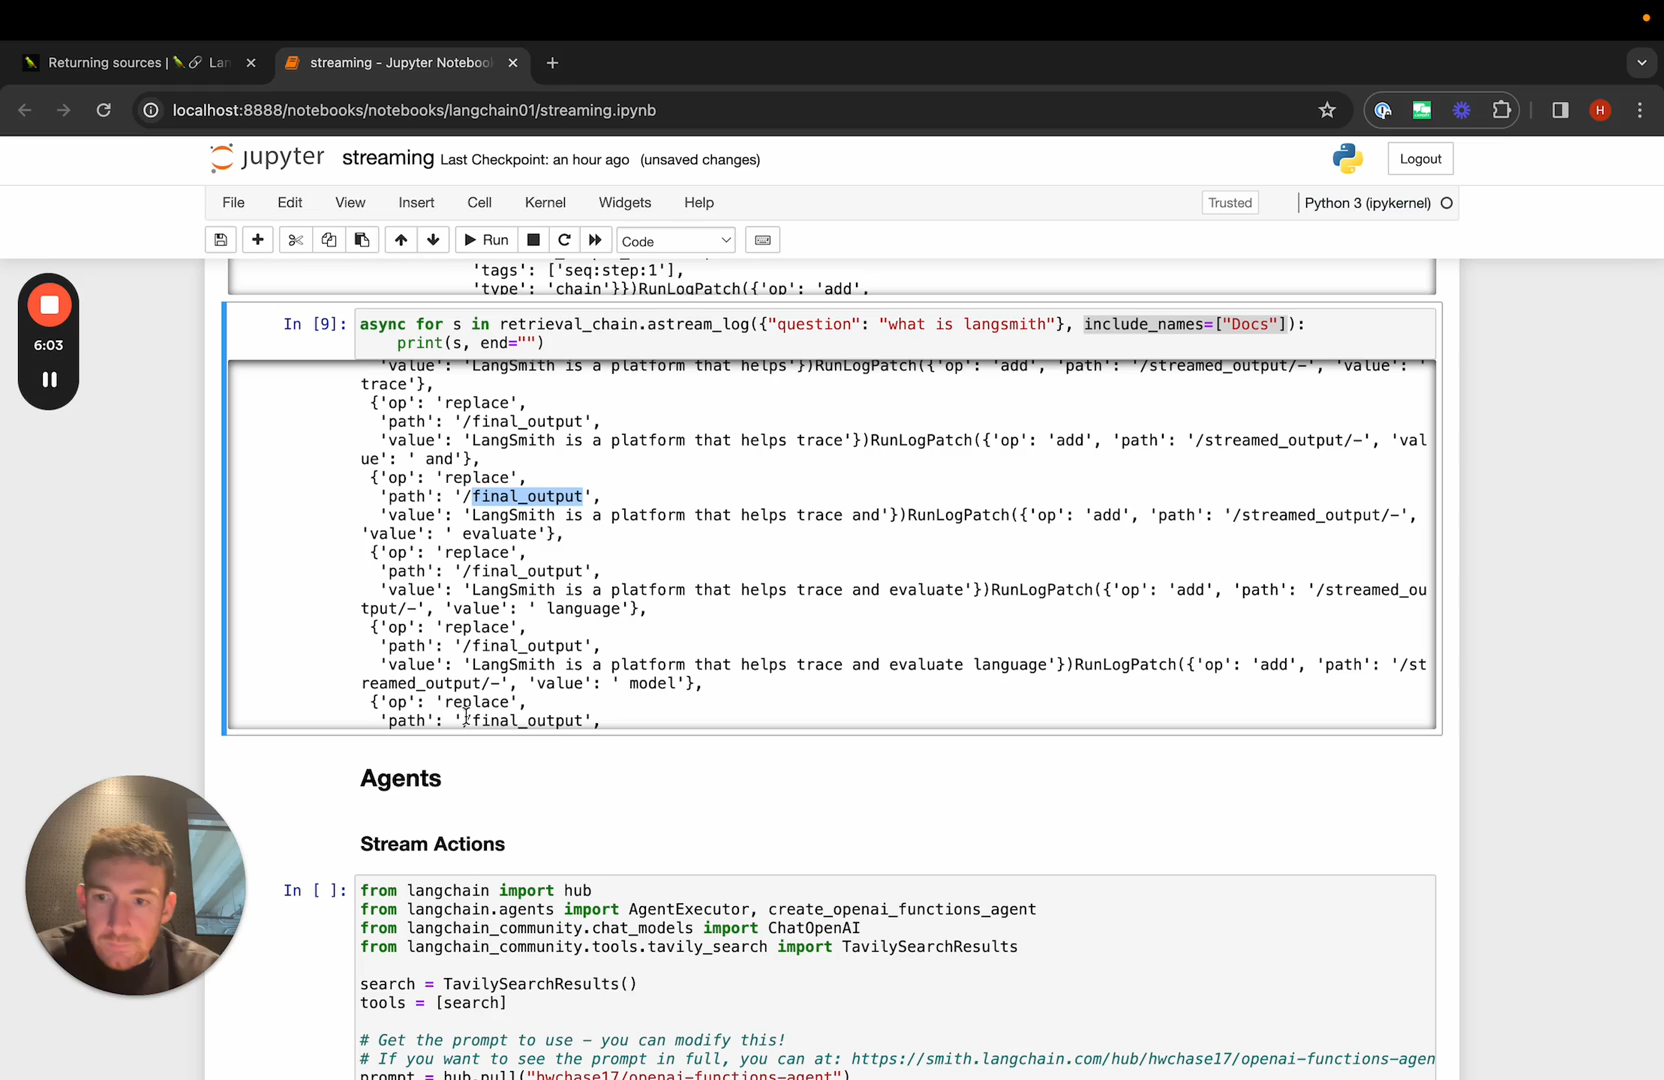 Returning sources | Lan
streaming - Jupyter Notebook
localhost:8888/notebooks/notebooks/langchain01/streaming.ipynb
H
jupyter streaming Last Checkpoint: an hour ago (unsaved changes)
Logout
File Edit View Insert Cell Kernel Widgets Help
Trusted
Python 3 (ipykernel)
Run
Code
'tags': ['seq:step:1'],
'type': 'chain'}})RunLogPatch({'op': 'add',
In [9]: async for s in retrieval_chain.astream_log({"question": "what is langsmith"}, include_names=["Docs"]):
print(s, end="")
'value': 'LangSmith is a platform that helps'})RunLogPatch({'op': 'add', 'path': '/streamed_output/-', 'value': '
trace'},
{'op': 'replace',
'path': '/final_output',
'value': 'LangSmith is a platform that helps trace'})RunLogPatch({'op': 'add', 'path': '/streamed_output/-', 'val
ue': ' and'},
{'op': 'replace',
'path': '/final_output',
'value': 'LangSmith is a platform that helps trace and'})RunLogPatch({'op': 'add', 'path': '/streamed_output/-',
'value': ' evaluate'},
{'op': 'replace',
'path': '/final_output',
'value': 'LangSmith is a platform that helps trace and evaluate'})RunLogPatch({'op': 'add', 'path': '/streamed_ou
tput/-', 'value': ' language'},
{'op': 'replace',
'path': '/final_output',
'value': 'LangSmith is a platform that helps trace and evaluate language'})RunLogPatch({'op': 'add', 'path': '/st
reamed_output/-', 'value': ' model'},
{'op': 'replace',
'path': '/final_output',
6:03
Agents
Stream Actions
In [ ]: from langchain import hub
from langchain.agents import AgentExecutor, create_openai_functions_agent
from langchain_community.chat_models import ChatOpenAI
from langchain_community.tools.tavily_search import TavilySearchResults
search = TavilySearchResults()
tools = [search]
# Get the prompt to use - you can modify this!
# If you want to see the prompt in full, you can at: https://smith.langchain.com/hub/hwchase17/openai-functions-agen
prompt = hub.pull("hwchase17/openai-functions-agent")